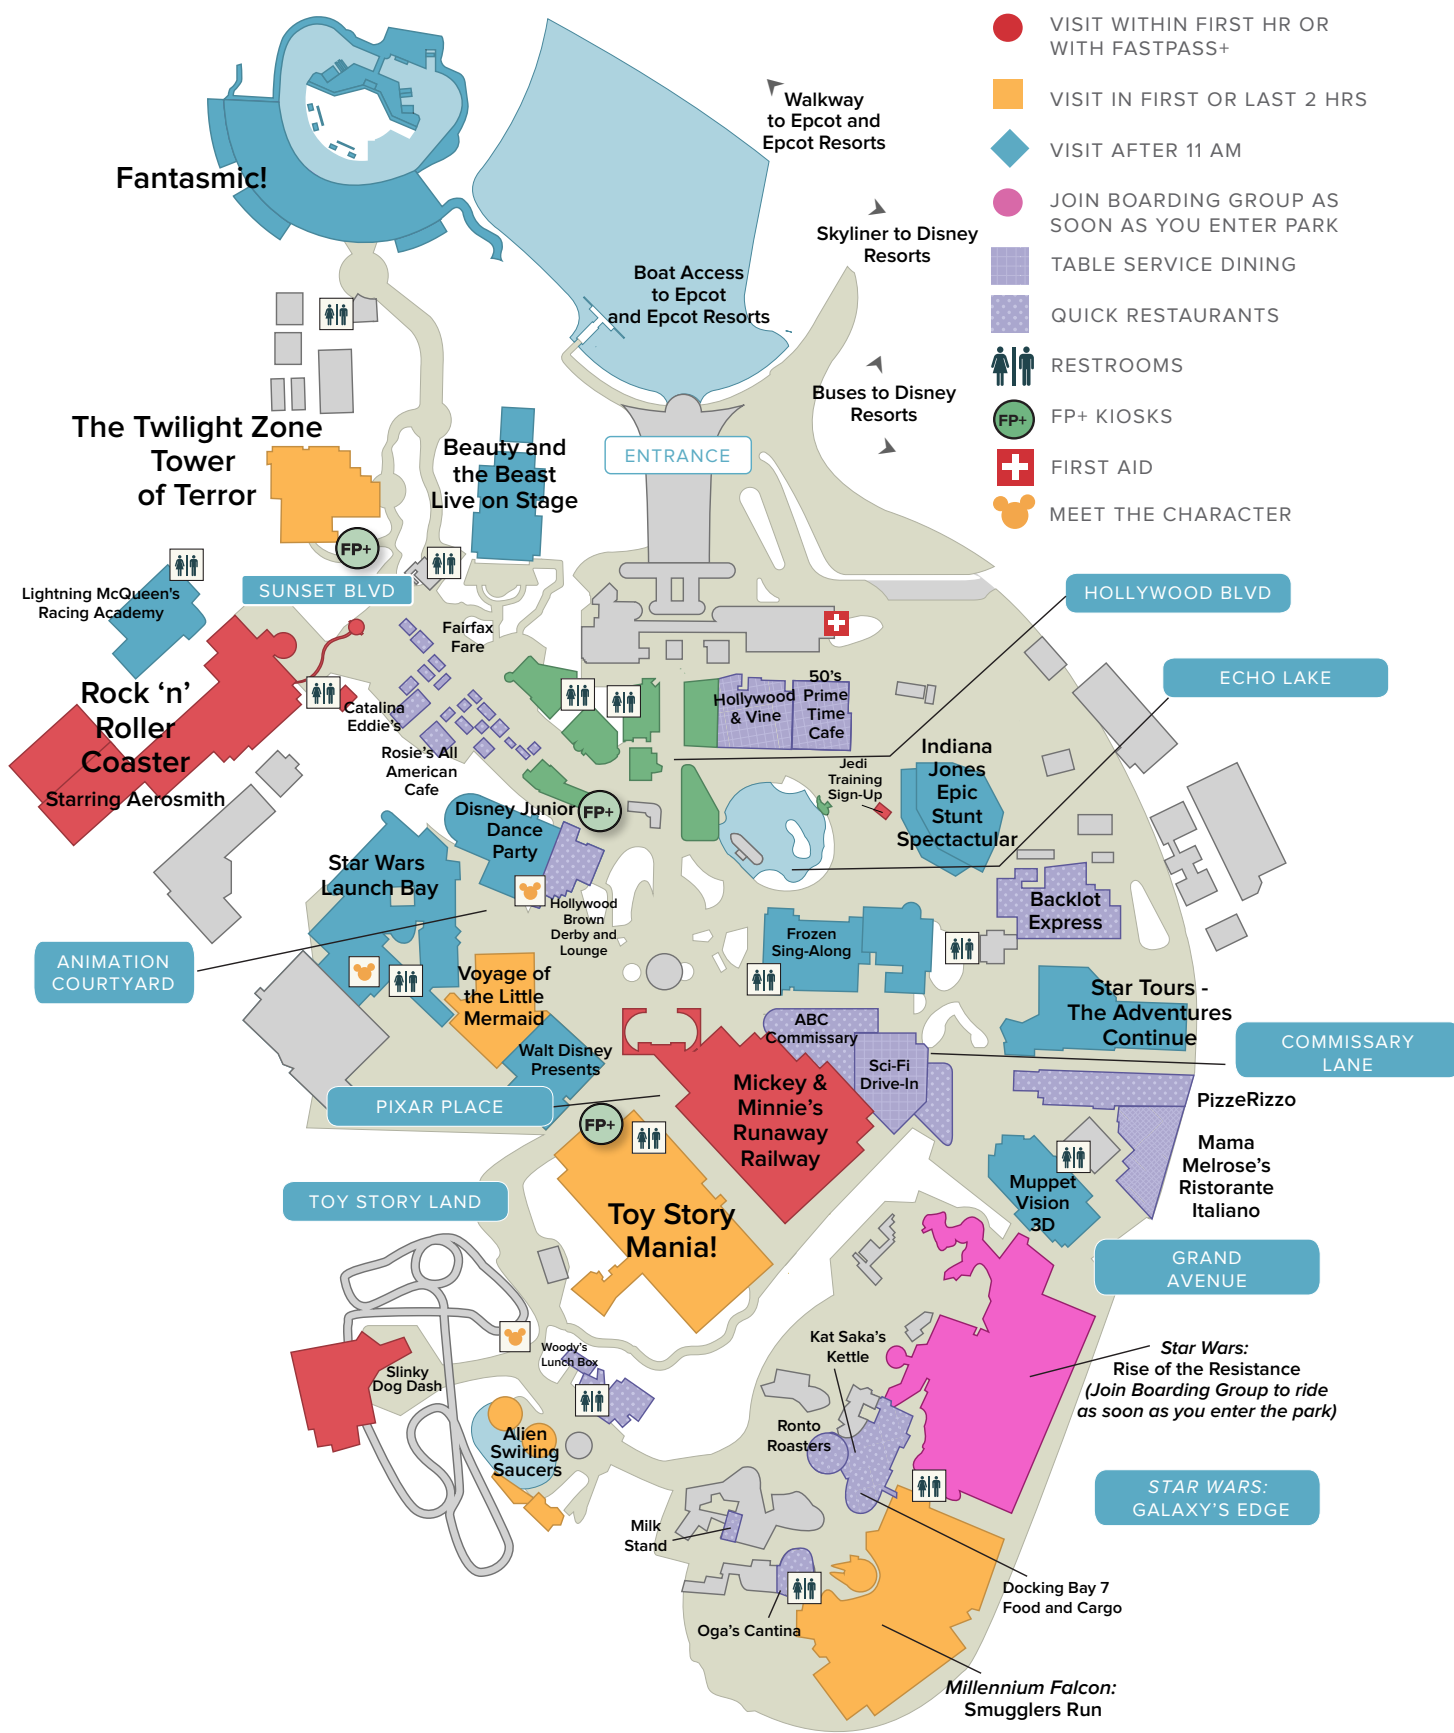 VISIT WITHIN FIRST HR OR
WITH FASTPASS+
VISIT IN FIRST OR LAST 2 HRS
VISIT AFTER 11 AM
JOIN BOARDING GROUP AS
SOON AS YOU ENTER PARK
TABLE SERVICE DINING
QUICK RESTAURANTS
RESTROOMS
FP+
FP+ KIOSKS
FIRST AID
MEET THE CHARACTER
Walkway
to Epcot and
Epcot Resorts
Fantasmic!
Skyliner to Disney
Resorts
Boat Access
to Epcot
and Epcot Resorts
Buses to Disney
Resorts
The Twilight Zone
Tower
of Terror
Beauty and
the Beast
Live on Stage
ENTRANCE
FP+
SUNSET BLVD
HOLLYWOOD BLVD
Lightning McQueen's
Racing Academy
Fairfax
Fare
ECHO LAKE
Rock ‘n’
Roller
Coaster
Starring Aerosmith
Catalina
Eddie's
Rosie's All
American
Cafe
Hollywood
& Vine
50's
Prime
Time
Cafe
Jedi
Training
Sign-Up
Indiana
Jones
Epic
Stunt
Spectactular
Disney Junior
Dance
Party
FP+
Star Wars
Launch Bay
Hollywood
Brown
Derby and
Lounge
Backlot
Express
Frozen
Sing-Along
ANIMATION
COURTYARD
Voyage of
the Little
Mermaid
Star Tours -
The Adventures
Continue
ABC
Commissary
COMMISSARY
LANE
Walt Disney
Presents
Sci-Fi
Drive-In
Mickey &
Minnie’s
Runaway
Railway
PIXAR PLACE
PizzeRizzo
FP+
Mama
Melrose’s
Ristorante
Italiano
Muppet
Vision
3D
TOY STORY LAND
Toy Story
Mania!
GRAND
AVENUE
Kat Saka’s
Kettle
Star Wars:
Rise of the Resistance
(Join Boarding Group to ride
as soon as you enter the park)
Woody’s
Lunch Box
Slinky
Dog Dash
Ronto
Roasters
Alien
Swirling
Saucers
STAR WARS:
GALAXY’S EDGE
Milk
Stand
Docking Bay 7
Food and Cargo
Oga’s Cantina
Millennium Falcon:
Smugglers Run